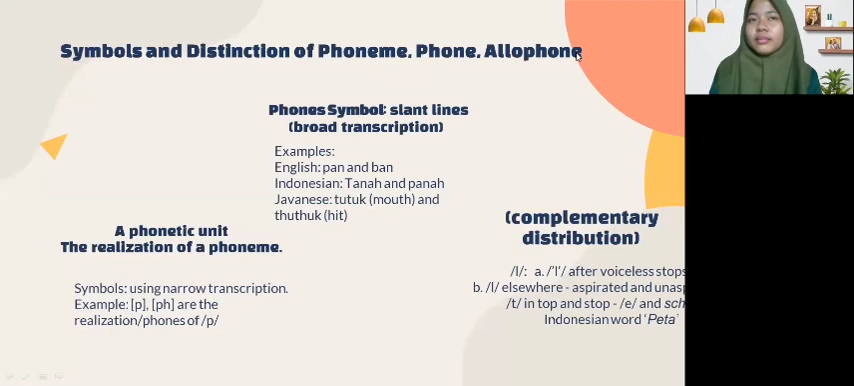 Symbols and Distinction of Phoneme, Phone, Allophone
Phones Symbol: slant lines
(broad transcription)
Examples:
English: pan and ban
Indonesian: Tanah and panah
Javanese: tutuk (mouth) and
thuthuk (hit)
A phonetic unit
The realization of a phoneme.
Symbols: using narrow transcription.
Example: [p], [ph] are the
realization/phones of /p/
(complementary
distribution)
/l/: a. /'l'/ after voiceless stops
b. /l/ elsewhere - aspirated and unasp
/t/ in top and stop - /e/ and sch
Indonesian word 'Peta'